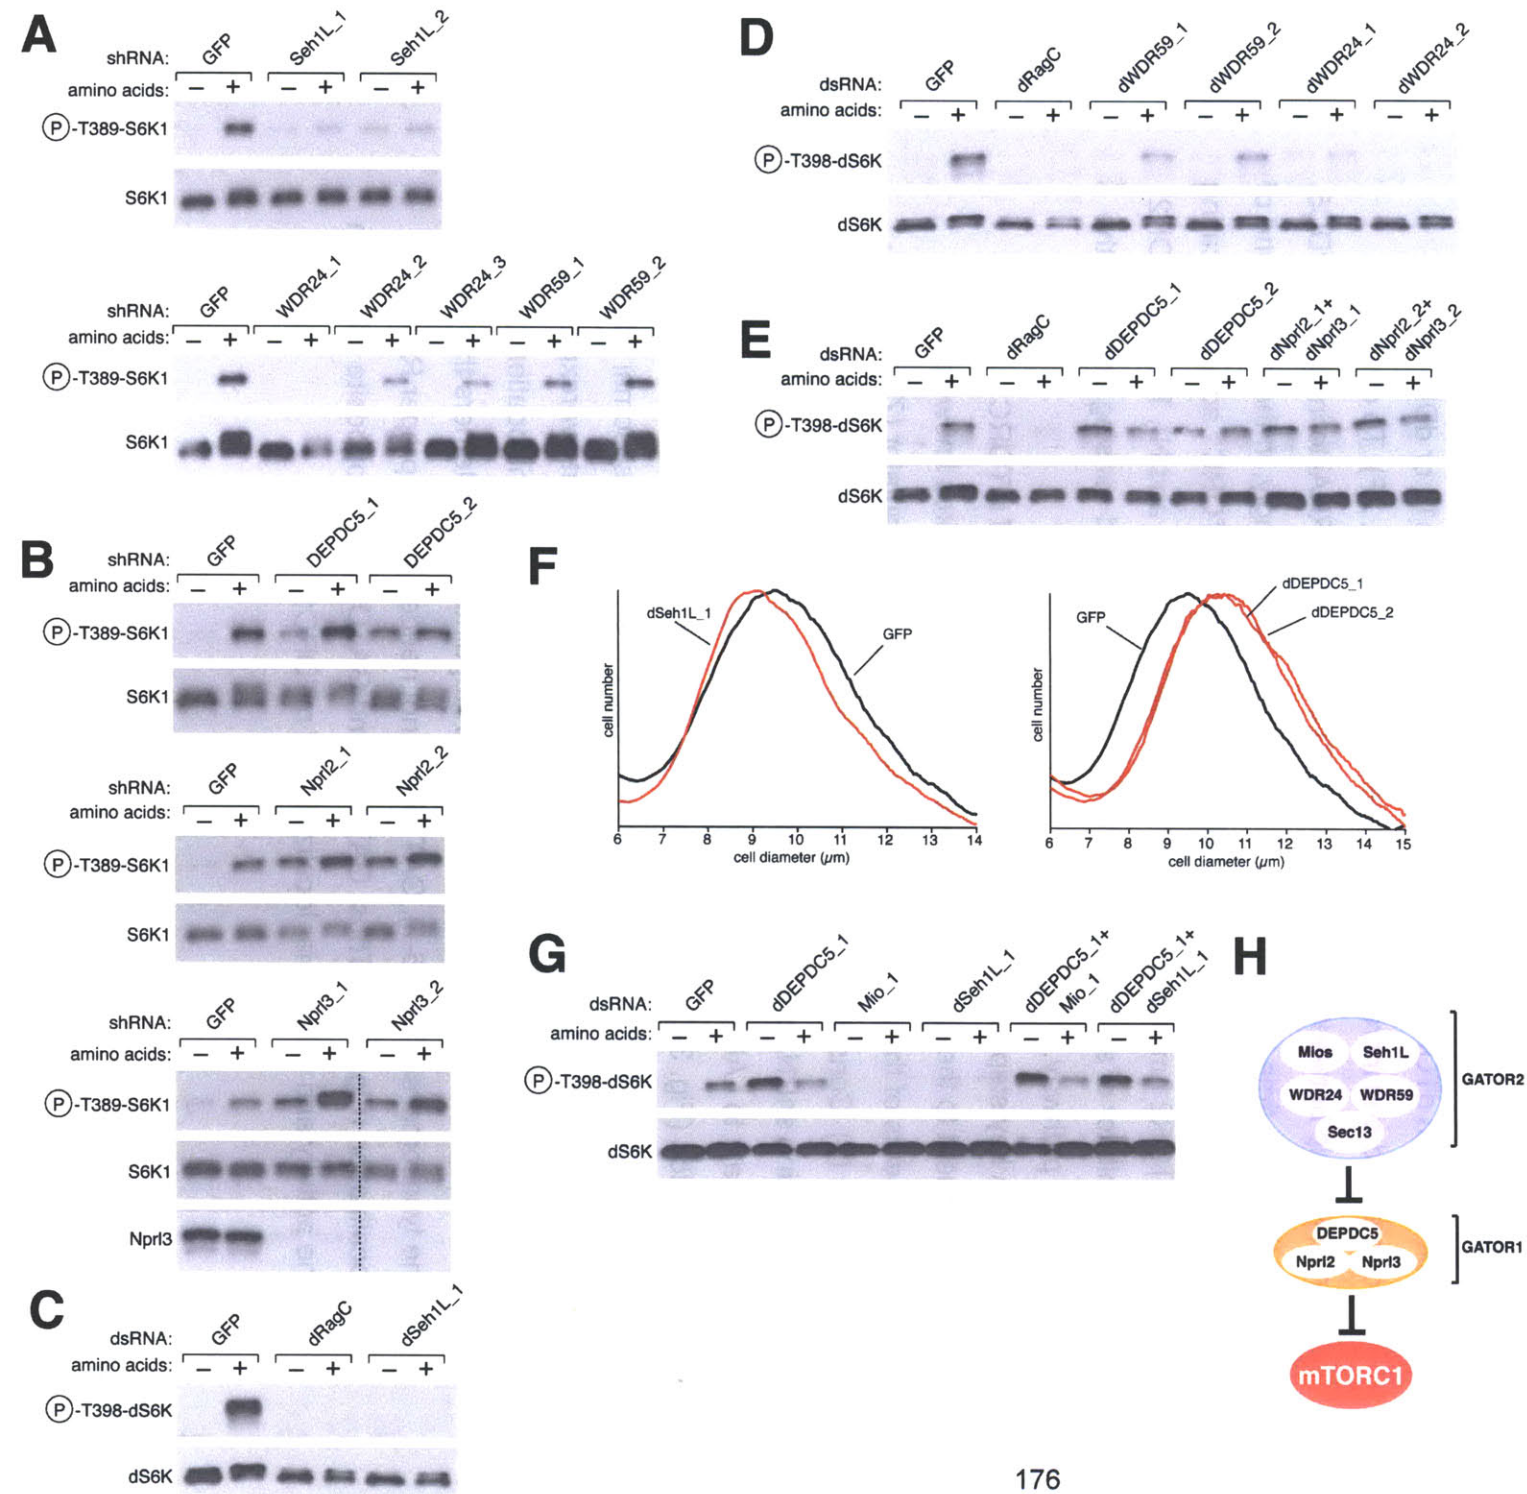 A
shRNA: GFP Seh1L_1 Seh1L_2
amino acids: − + − + − +
P-T389-S6K1
S6K1
shRNA: GFP WDR24_1 WDR24_2 WDR24_3 WDR59_1 WDR59_2
amino acids: − + − + − + − + − + − +
P-T389-S6K1
S6K1
B
shRNA: GFP DEPDC5_1 DEPDC5_2
amino acids: − + − + − +
P-T389-S6K1
S6K1
shRNA: GFP Nprl2_1 Nprl2_2
amino acids: − + − + − +
P-T389-S6K1
S6K1
shRNA: GFP Nprl3_1 Nprl3_2
amino acids: − + − + − +
P-T389-S6K1
S6K1
Nprl3
C
dsRNA: GFP dRagC dSeh1L_1
amino acids: − + − + − +
P-T398-dS6K
dS6K
D
dsRNA: GFP dRagC dWDR59_1 dWDR59_2 dWDR24_1 dWDR24_2
amino acids: − + − + − + − + − + − +
P-T398-dS6K
dS6K
E
dsRNA: GFP dRagC dDEPDC5_1 dDEPDC5_2 dNprl2_1+ dNprl3_1 dNprl2_2+ dNprl3_2
amino acids: − + − + − + − + − + − +
P-T398-dS6K
dS6K
F
dSeh1L_1
GFP
cell number
6 7 8 9 10 11 12 13 14
cell diameter (µm)
GFP
dDEPDC5_1
dDEPDC5_2
cell number
6 7 8 9 10 11 12 13 14 15
cell diameter (µm)
G
dsRNA: GFP dDEPDC5_1 Mio_1 dSeh1L_1 dDEPDC5_1+ Mio_1 dDEPDC5_1+ dSeh1L_1
amino acids: − + − + − + − + − + − +
P-T398-dS6K
dS6K
H
Mios Seh1L
WDR24 WDR59
Sec13
GATOR2
DEPDC5
Nprl2 Nprl3
GATOR1
mTORC1
176